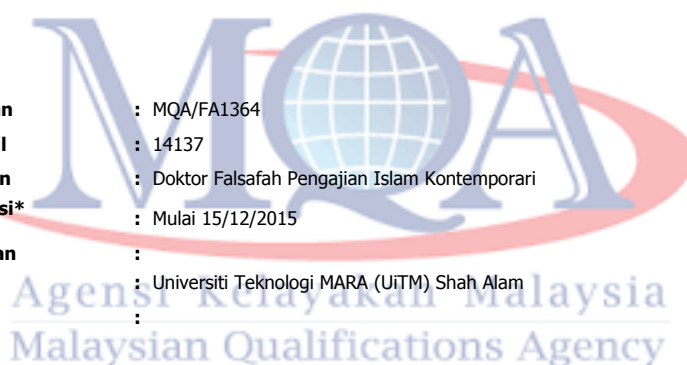 MQA
an : MQA/FA1364
l : 14137
n : Doktor Falsafah Pengajian Islam Kontemporari
si* : Mulai 15/12/2015
an :
: Universiti Teknologi MARA (UiTM) Shah Alam
Agensi Kelayakan Malaysia
:
Malaysian Qualifications Agency